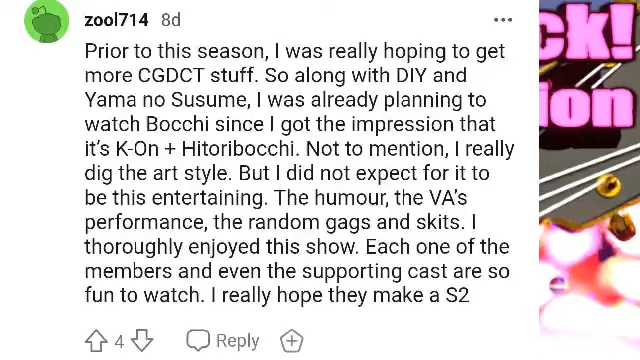 zool714 8d
Prior to this season, I was really hoping to get
more CGDCT stuff. So along with DIY and
Yama no Susume, I was already planning to
watch Bocchi since I got the impression that
it's K-On + Hitoribocchi. Not to mention, I really
dig the art style. But I did not expect for it to
be this entertaining. The humour, the VA's
performance, the random gags and skits. I
thoroughly enjoyed this show. Each one of the
members and even the supporting cast are so
fun to watch. I really hope they make a S2
4 Reply
ck!
ion